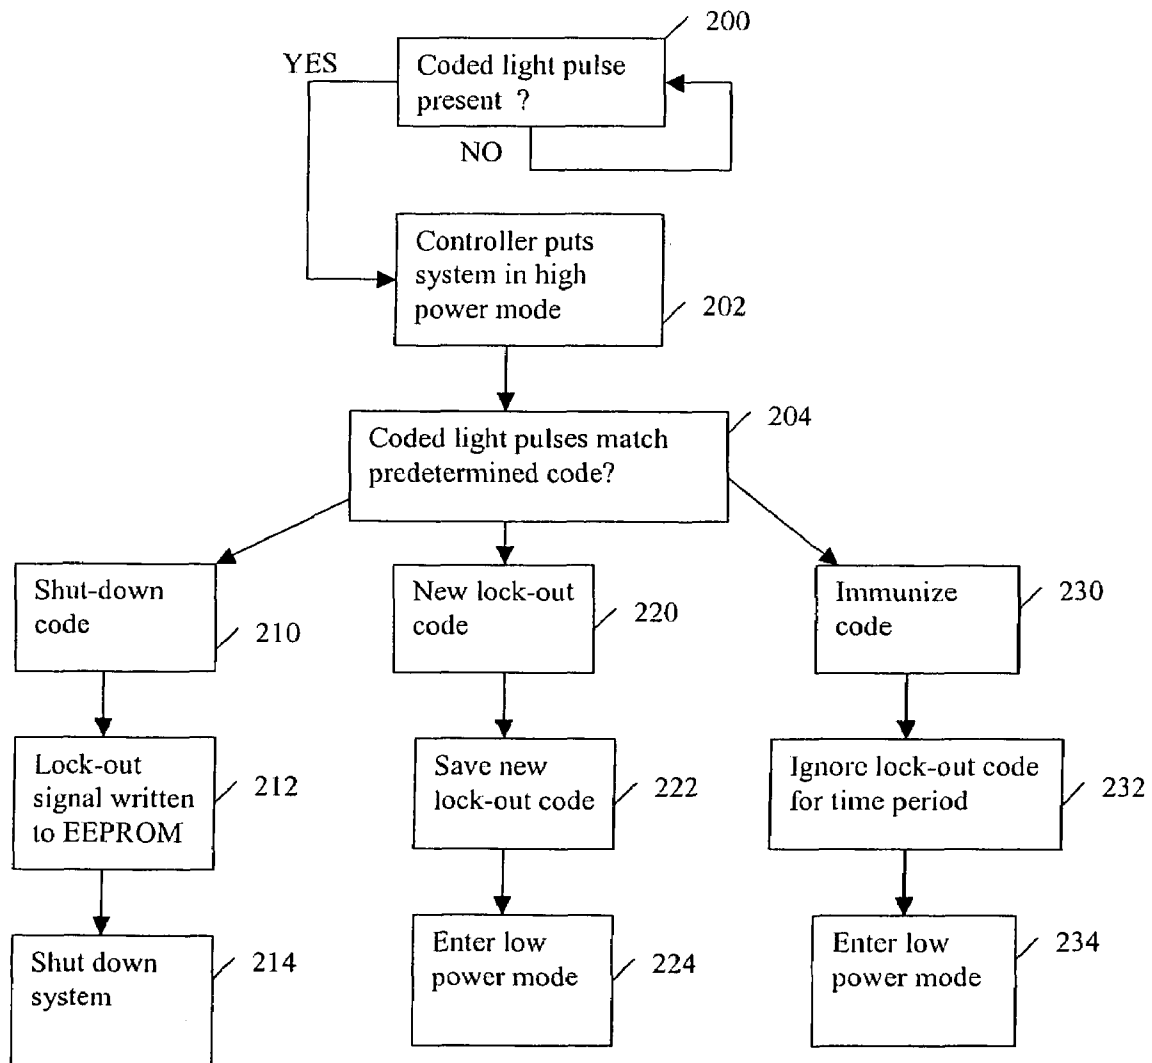 200
YES
Coded light pulse
present ?
NO
Controller puts
system in high
power mode
202
204
Coded light pulses match
predetermined code?
Shut-down
code
210
New lock-out
code
220
Immunize
code
230
Lock-out
signal written
to EEPROM
212
Save new
lock-out code
222
Ignore lock-out code
for time period
232
Shut down
system
214
Enter low
power mode
224
Enter low
power mode
234